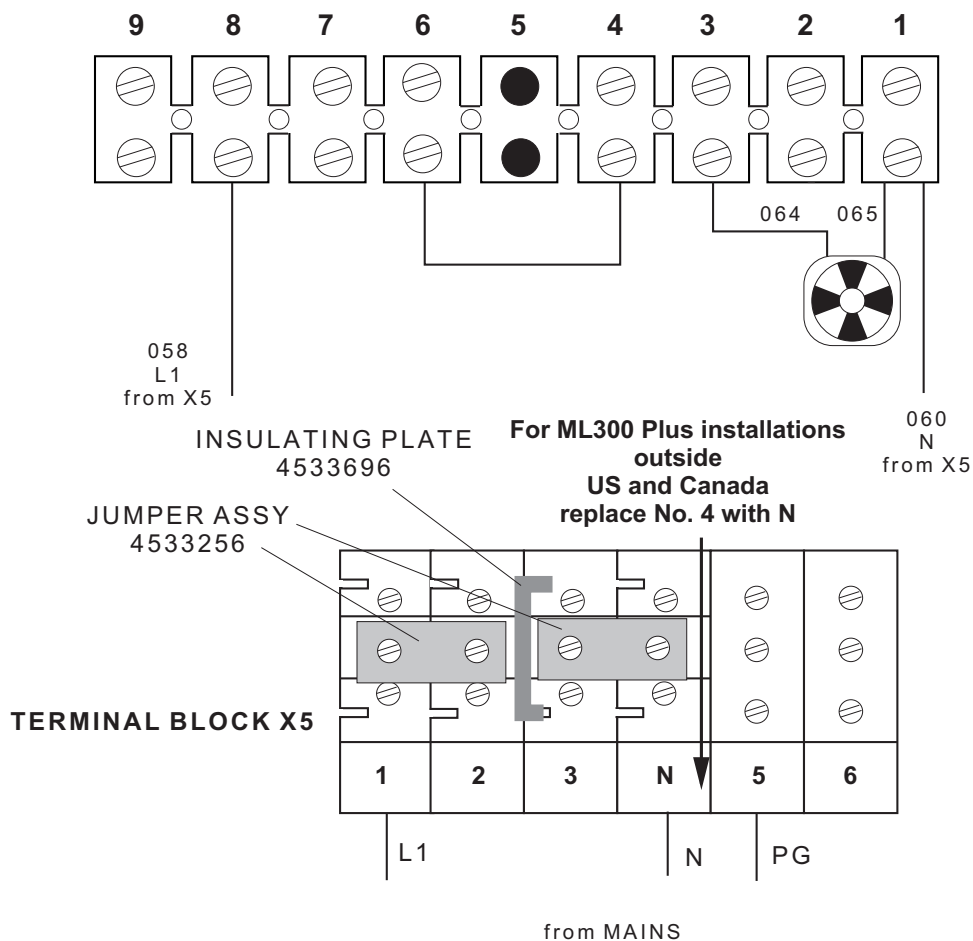 9 8 7 6 5 4 3 2 1
064 065
058
L1
from X5
060
N
from X5
INSULATING PLATE
4533696
For ML300 Plus installations
outside
US and Canada
replace No. 4 with N
JUMPER ASSY
4533256
TERMINAL BLOCK X5
1 2 3 N 5 6
L1 N PG
from MAINS